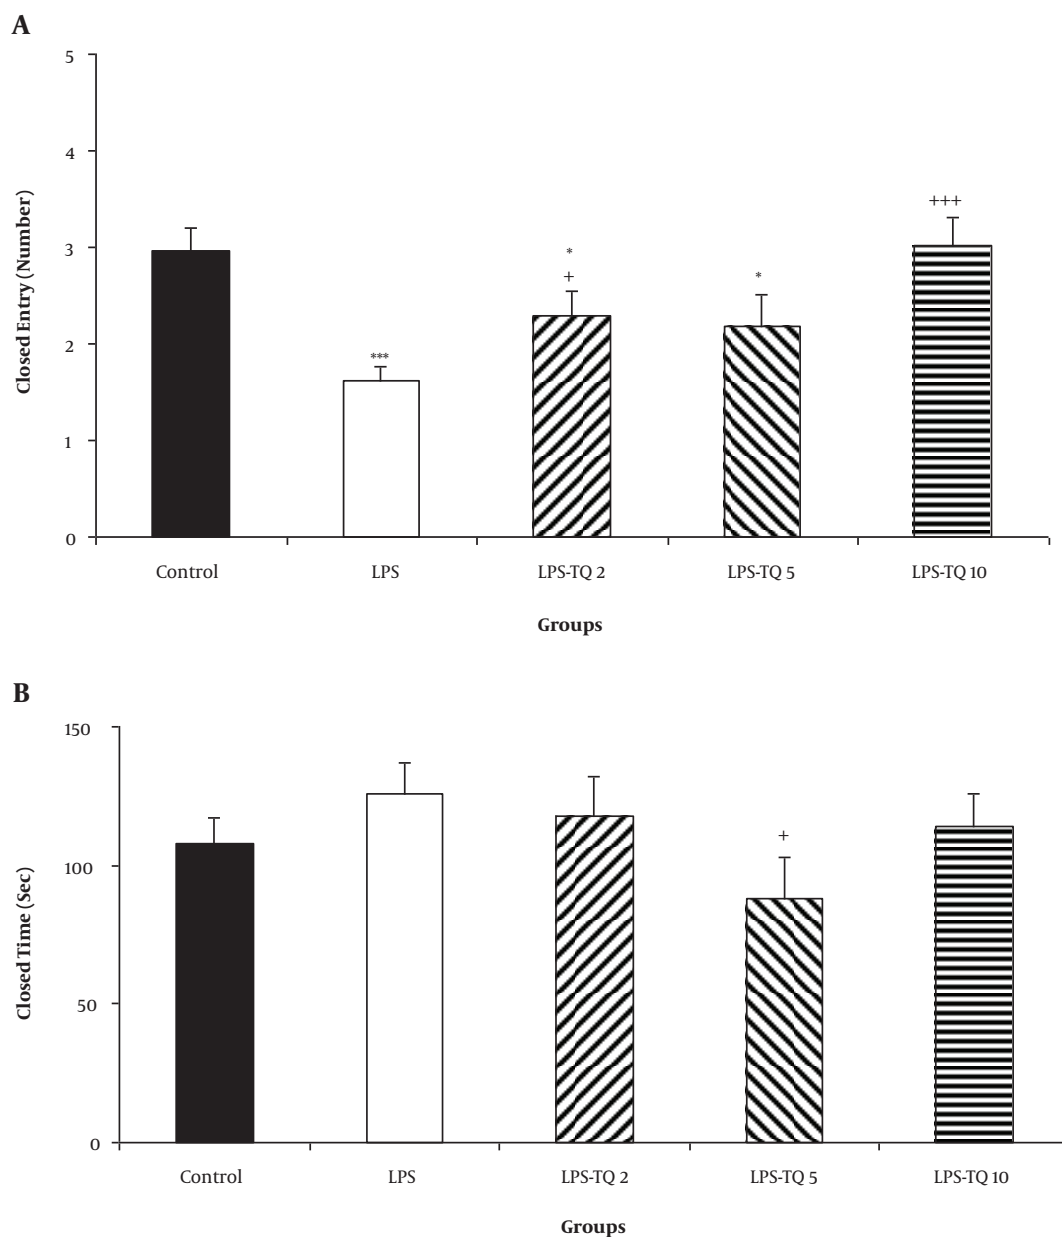 A
Closed Entry (Number)
5
4
3
2
1
0
***
*
+
*
+++
Control LPS LPS-TQ 2 LPS-TQ 5 LPS-TQ 10
Groups
B
Closed Time (Sec)
150
100
50
0
+
Control LPS LPS-TQ 2 LPS-TQ 5 LPS-TQ 10
Groups